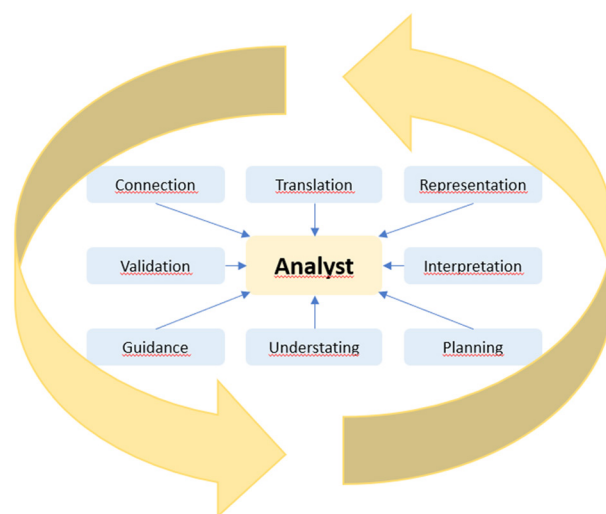 Connection
Translation
Representation
Validation
Analyst
Interpretation
Guidance
Understating
Planning